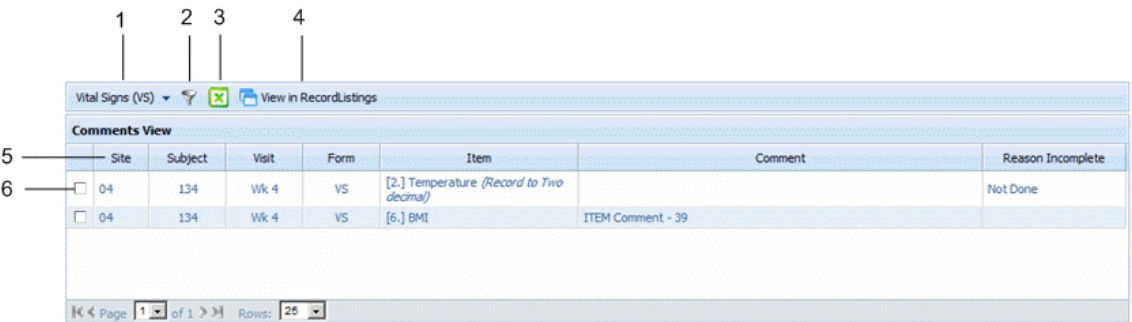 1 2 3 4
Vital Signs (VS) View in RecordListings
Comments View
5 Site Subject Visit Form Item Comment Reason Incomplete
6 04 134 Wk 4 VS [2.] Temperature (Record to Two decimal) Not Done
04 134 Wk 4 VS [6.] BMI ITEM Comment - 39
Page 1 of 1 Rows: 25